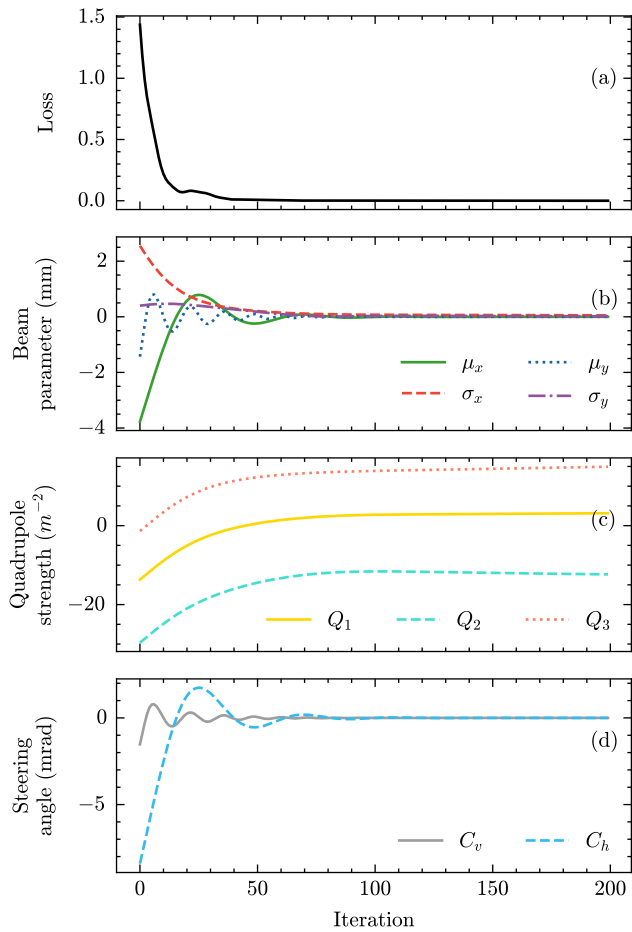 1.5
1.0
0.5
0.0
Loss
(a)
2
0
−2
−4
Beam
parameter (mm)
(b)
μx μy
σx σy
0
−20
Quadrupole
strength (m−2)
(c)
Q1 Q2 Q3
0
−5
Steering
angle (mrad)
(d)
Cv Ch
0 50 100 150 200
Iteration